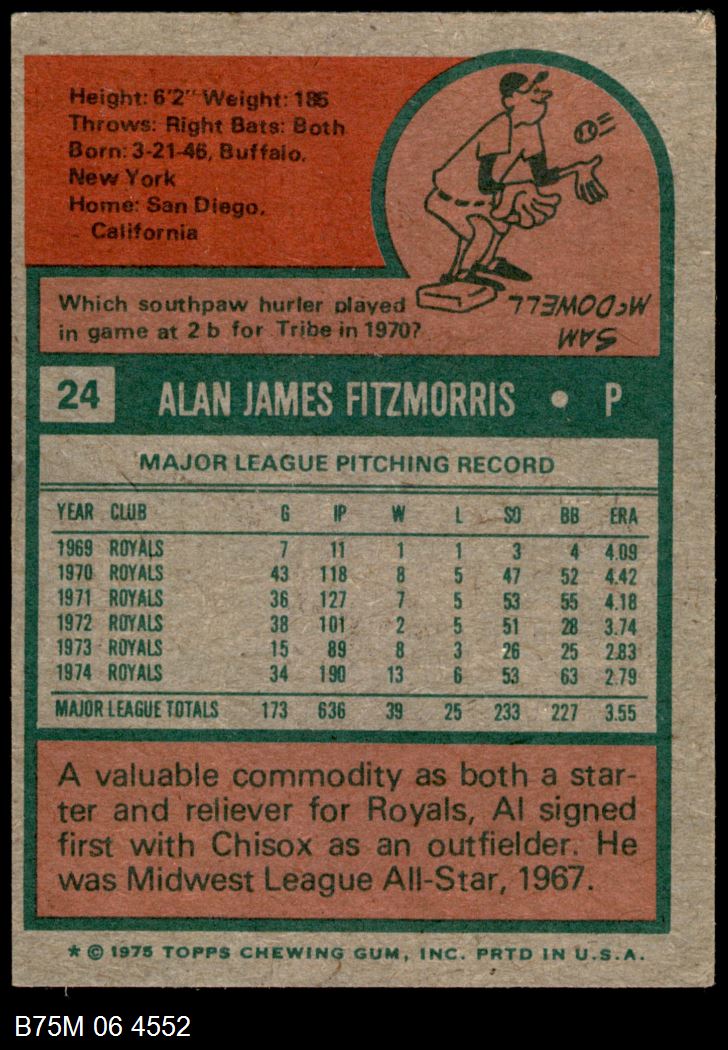 Height: 6'2" Weight: 185
Throws: Right Bats: Both
Born: 3-21-46, Buffalo,
New York
Home: San Diego,
California
Which southpaw hurler played
in game at 2 b for Tribe in 1970?
SAM
McDOWELL
24 ALAN JAMES FITZMORRIS • P
MAJOR LEAGUE PITCHING RECORD
YEAR CLUB G IP W L SO BB ERA
1969 ROYALS 7 11 1 1 3 4 4.09
1970 ROYALS 43 118 8 5 47 52 4.42
1971 ROYALS 36 127 7 5 53 55 4.18
1972 ROYALS 38 101 2 5 51 28 3.74
1973 ROYALS 15 89 8 3 26 25 2.83
1974 ROYALS 34 190 13 6 53 63 2.79
MAJOR LEAGUE TOTALS 173 636 39 25 233 227 3.55
A valuable commodity as both a star-
ter and reliever for Royals, Al signed
first with Chisox as an outfielder. He
was Midwest League All-Star, 1967.
* © 1975 TOPPS CHEWING GUM, INC. PRTD IN U.S.A.
B75M 06 4552